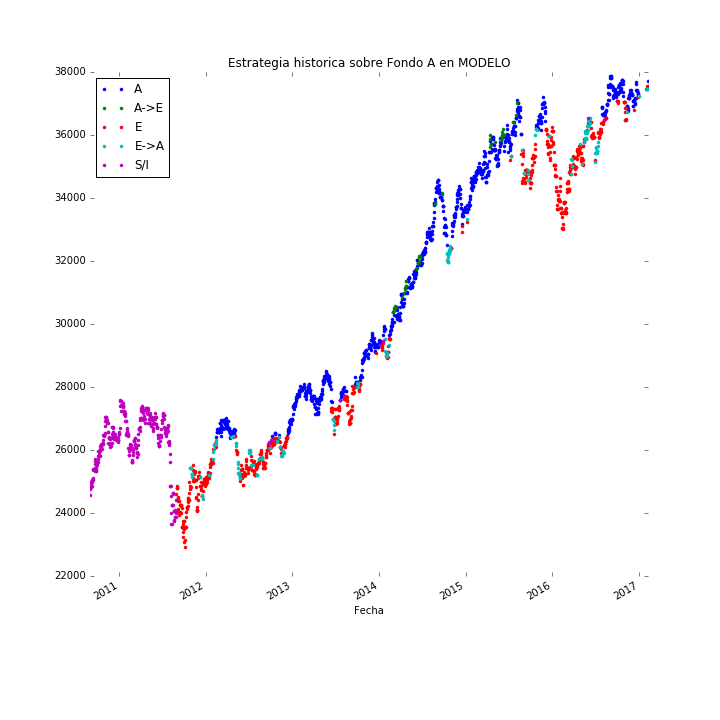 Estrategia historica sobre Fondo A en MODELO
38000
36000
34000
32000
30000
28000
26000
24000
22000
A
A->E
E
E->A
S/I
2011
2012
2013
2014
2015
2016
2017
Fecha